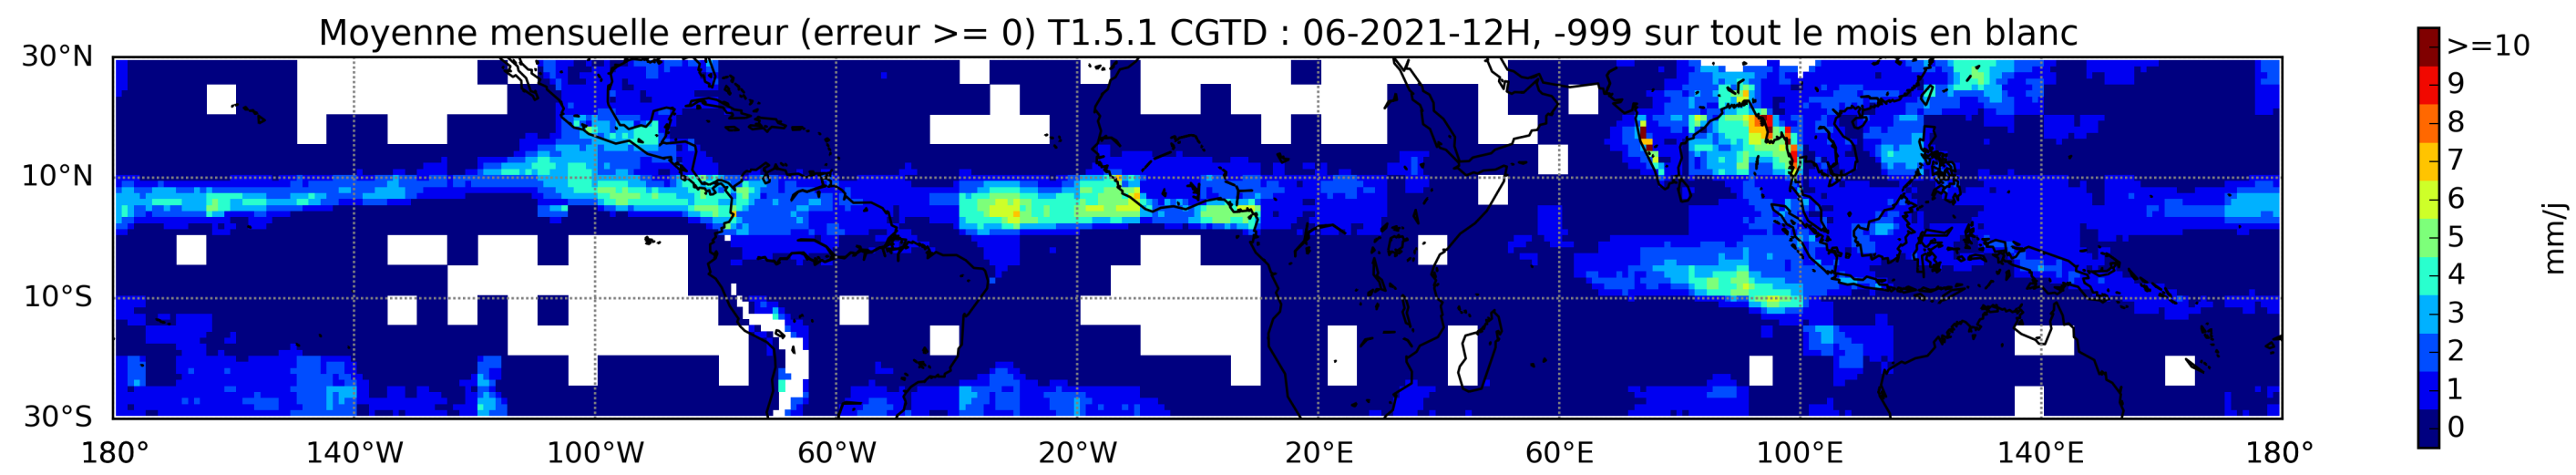 Moyenne mensuelle erreur (erreur >= 0) T1.5.1 CGTD : 06-2021-12H, -999 sur tout le mois en blanc
30°N
10°N
10°S
30°S
180° 140°W 100°W 60°W 20°W 20°E 60°E 100°E 140°E 180°
>=10
9
8
7
6
5
4
3
2
1
0
mm/j